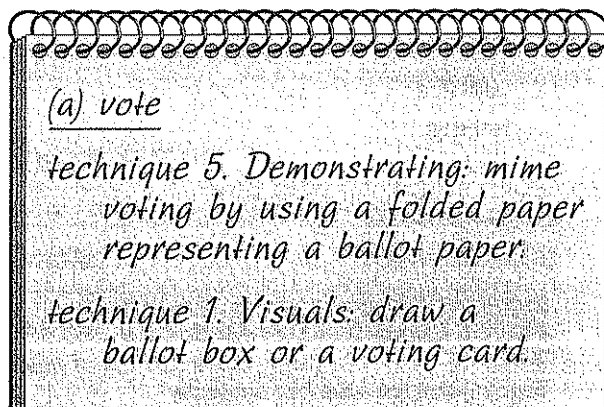 (a) vote
technique 5. Demonstrating: mime
voting by using a folded paper
representing a ballot paper.
technique 1. Visuals: draw a
ballot box or a voting card.